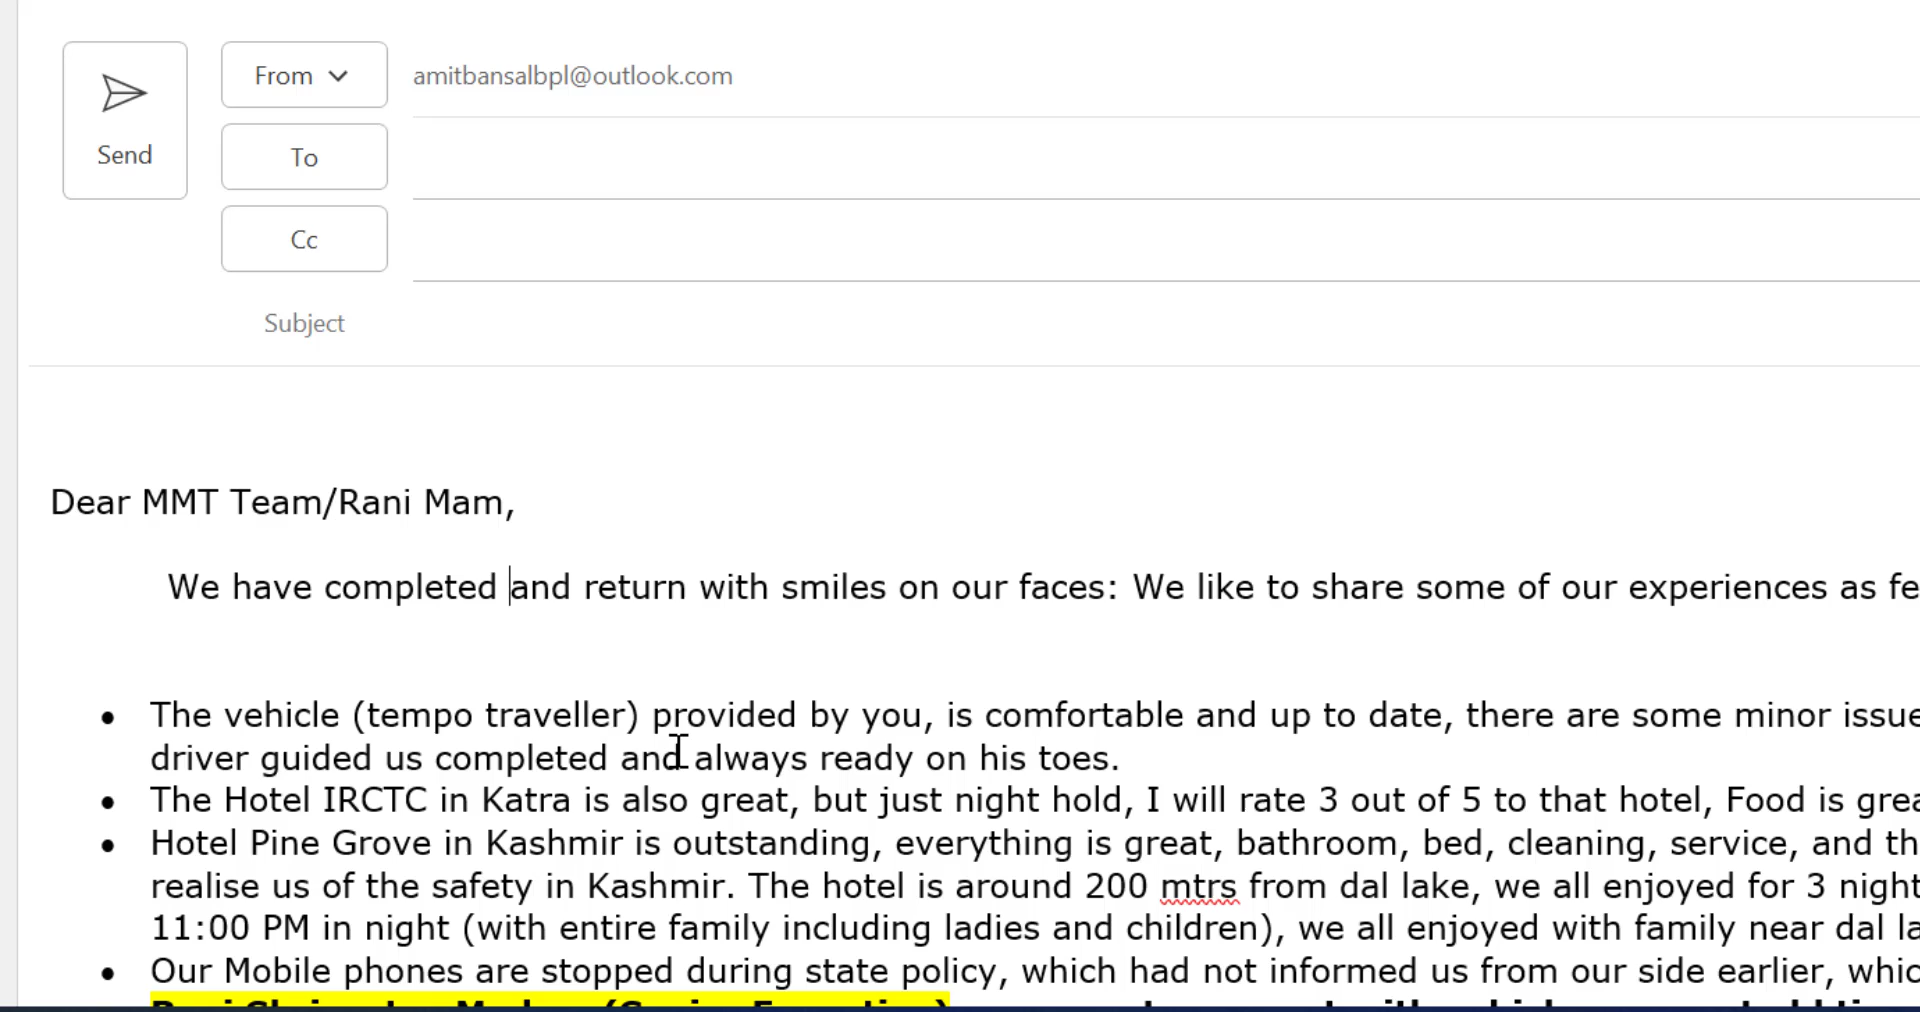 From
amitbansalbpl@outlook.com
Send
To
Cc
Subject
Dear MMT Team/Rani Mam,
We have completed and return with smiles on our faces: We like to share some of our experiences as fe
The vehicle (tempo traveller) provided by you, is comfortable and up to date, there are some minor issue
driver guided us completed and always ready on his toes.
The Hotel IRCTC in Katra is also great, but just night hold, I will rate 3 out of 5 to that hotel, Food is grea
Hotel Pine Grove in Kashmir is outstanding, everything is great, bathroom, bed, cleaning, service, and th
realise us of the safety in Kashmir. The hotel is around 200 mtrs from dal lake, we all enjoyed for 3 night
11:00 PM in night (with entire family including ladies and children), we all enjoyed with family near dal la
Our Mobile phones are stopped during state policy, which had not informed us from our side earlier, whic